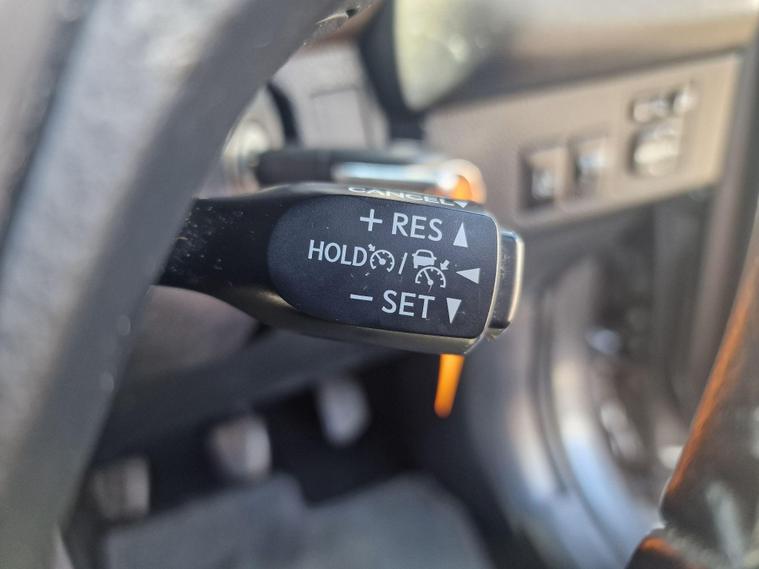 CANCEL▼
+ RES ▲
HOLD / ◄
− SET ▼